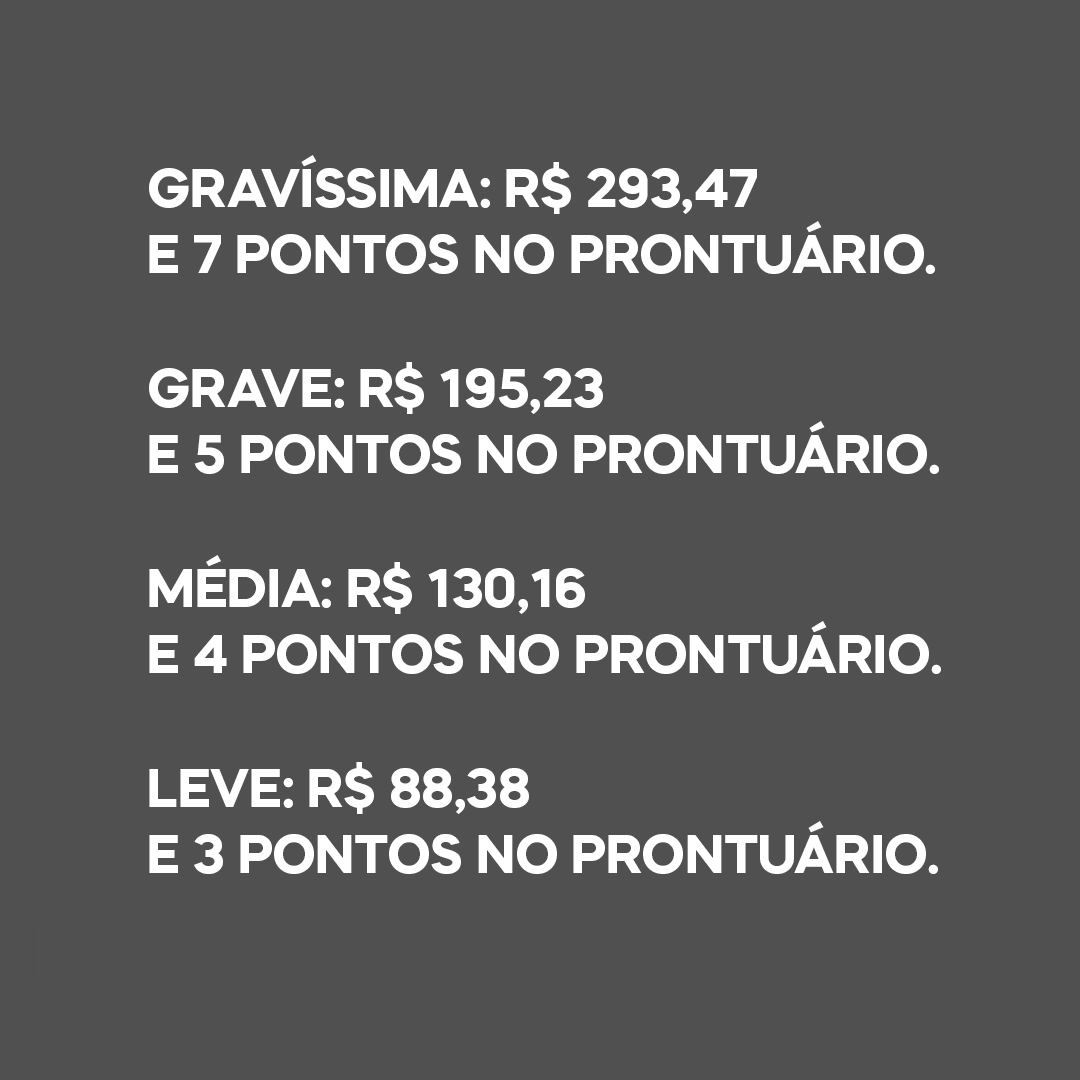 GRAVÍSSIMA: R$ 293,47
E 7 PONTOS NO PRONTUÁRIO.
GRAVE: R$ 195,23
E 5 PONTOS NO PRONTUÁRIO.
MÉDIA: R$ 130,16
E 4 PONTOS NO PRONTUÁRIO.
LEVE: R$ 88,38
E 3 PONTOS NO PRONTUÁRIO.